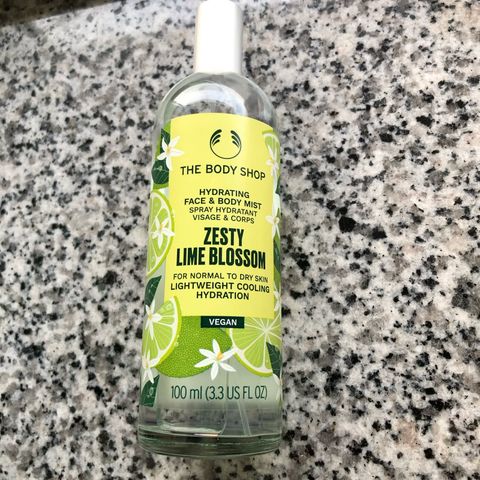 THE BODY SHOP
HYDRATING
FACE & BODY MIST
SPRAY HYDRATANT
VISAGE & CORPS
ZESTY
LIME BLOSSOM
FOR NORMAL TO DRY SKIN
LIGHTWEIGHT COOLING
HYDRATION
VEGAN
100 ml (3.3 US FL OZ)